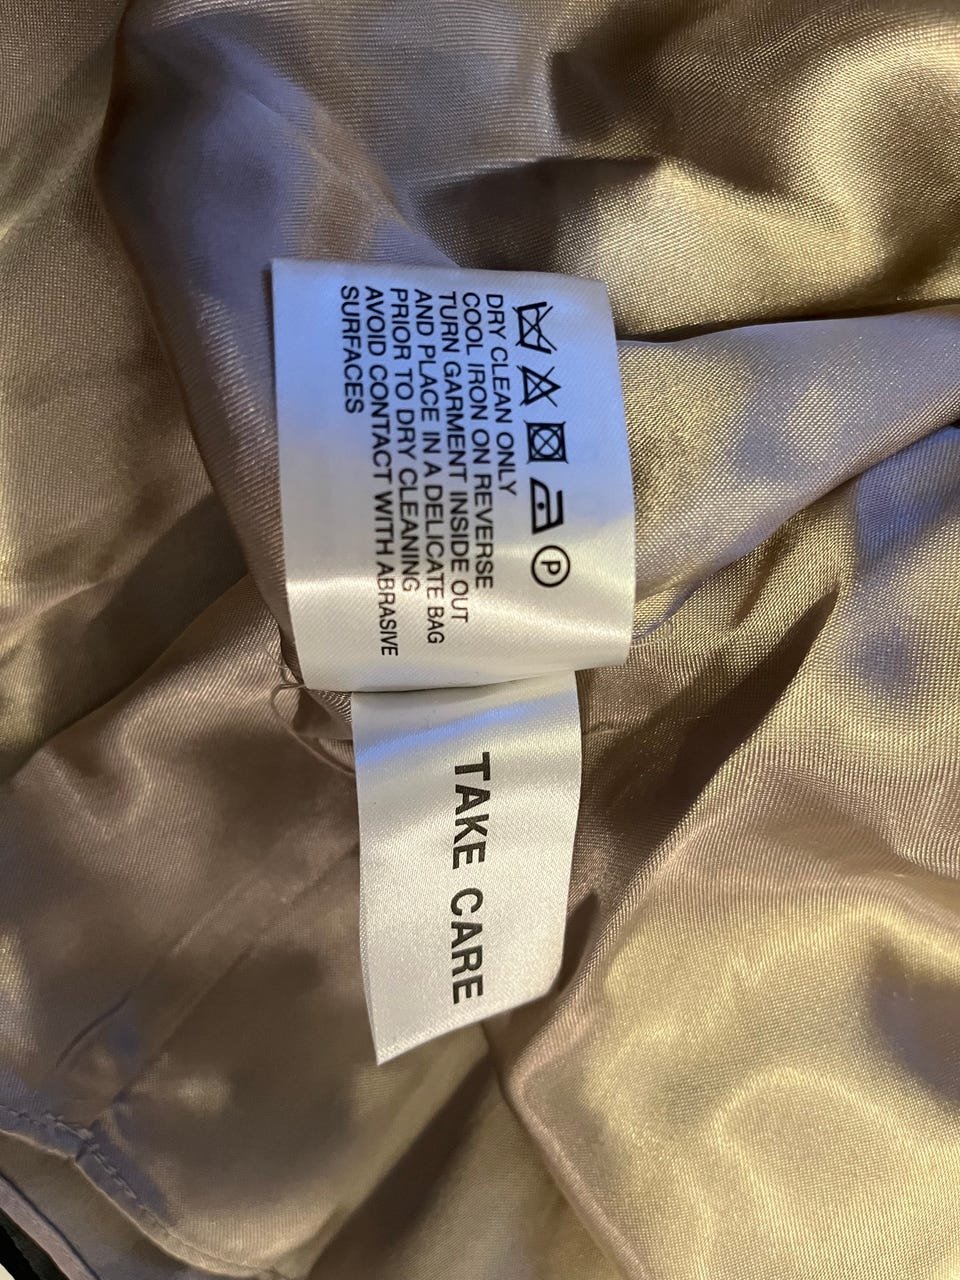 P
DRY CLEAN ONLY
COOL IRON ON REVERSE
TURN GARMENT INSIDE OUT
AND PLACE IN A DELICATE BAG
PRIOR TO DRY CLEANING
AVOID CONTACT WITH ABRASIVE
SURFACES
TAKE CARE